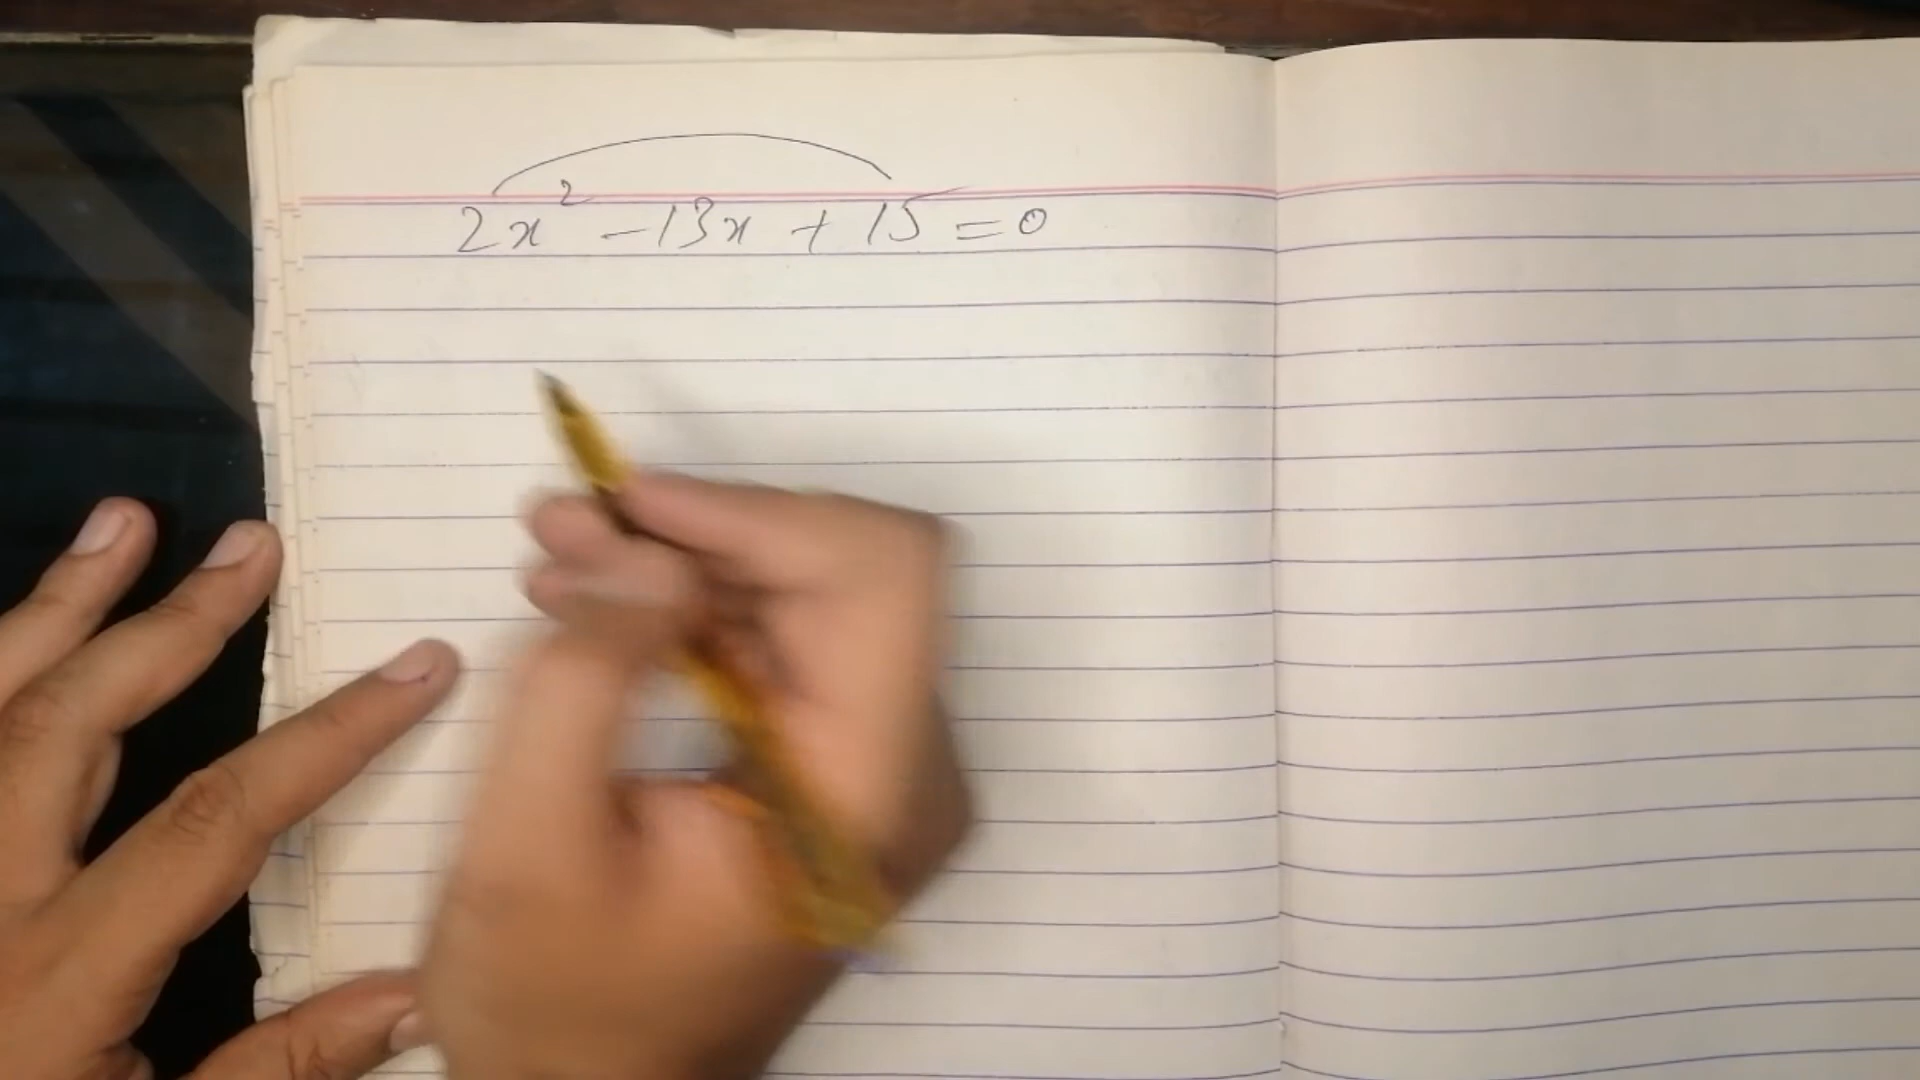 2x² - 13x + 15 = 0